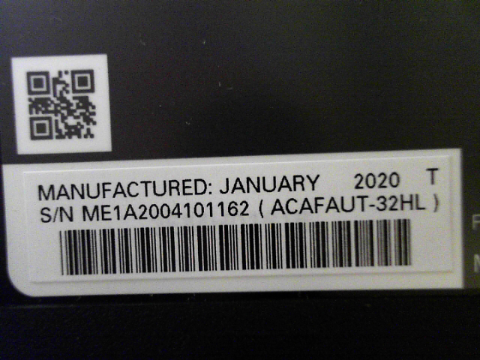 MANUFACTURED: JANUARY 2020 T
S/N ME1A2004101162 ( ACAFAUT-32HL )